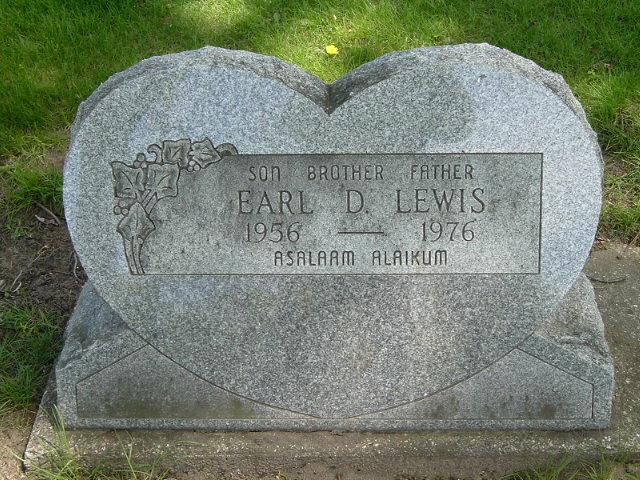 SON BROTHER FATHER
EARL D. LEWIS
1956 — 1976
ASALAAM ALAIKUM